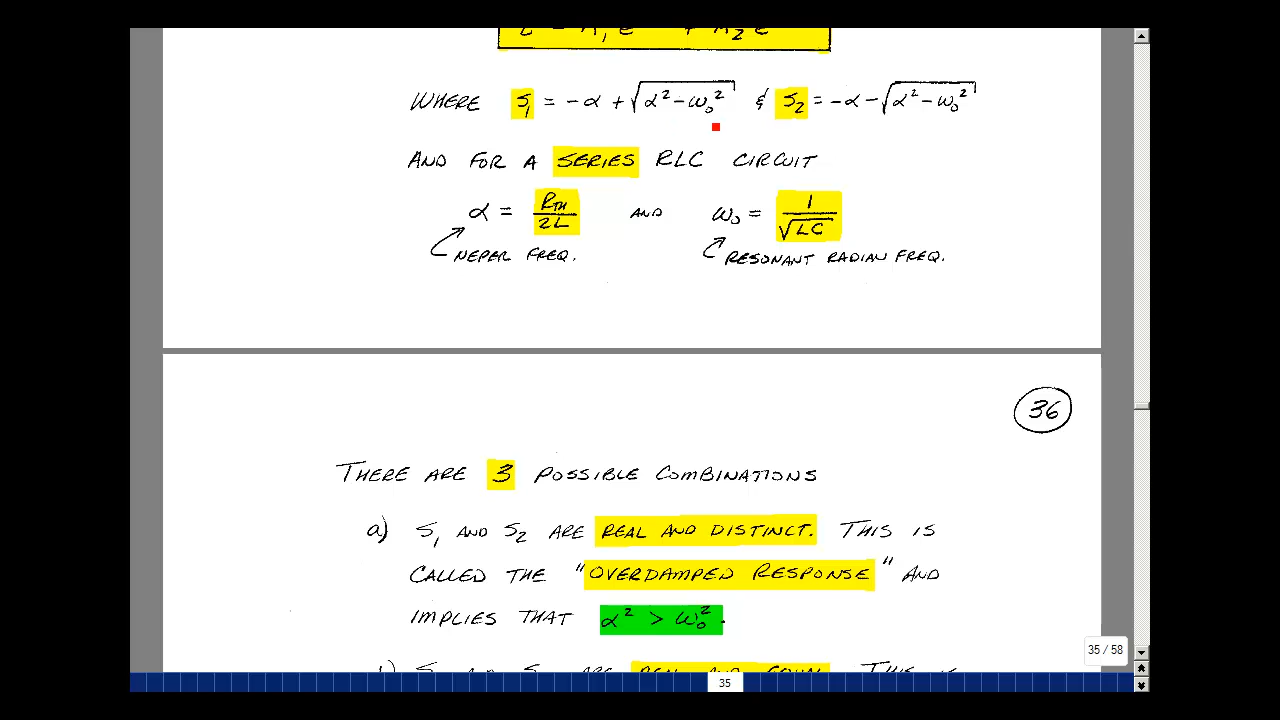 WHERE S₁ = -α + √(α² - ω₀²) & S₂ = -α - √(α² - ω₀²)
AND FOR A SERIES RLC CIRCUIT
α = R_TH / 2L AND ω₀ = 1 / √LC
NEPER FREQ. RESONANT RADIAN FREQ.
36
THERE ARE 3 POSSIBLE COMBINATIONS
a) S₁ AND S₂ ARE REAL AND DISTINCT. THIS IS
CALLED THE "OVERDAMPED RESPONSE" AND
IMPLIES THAT α² > ω₀².
35 / 58
35